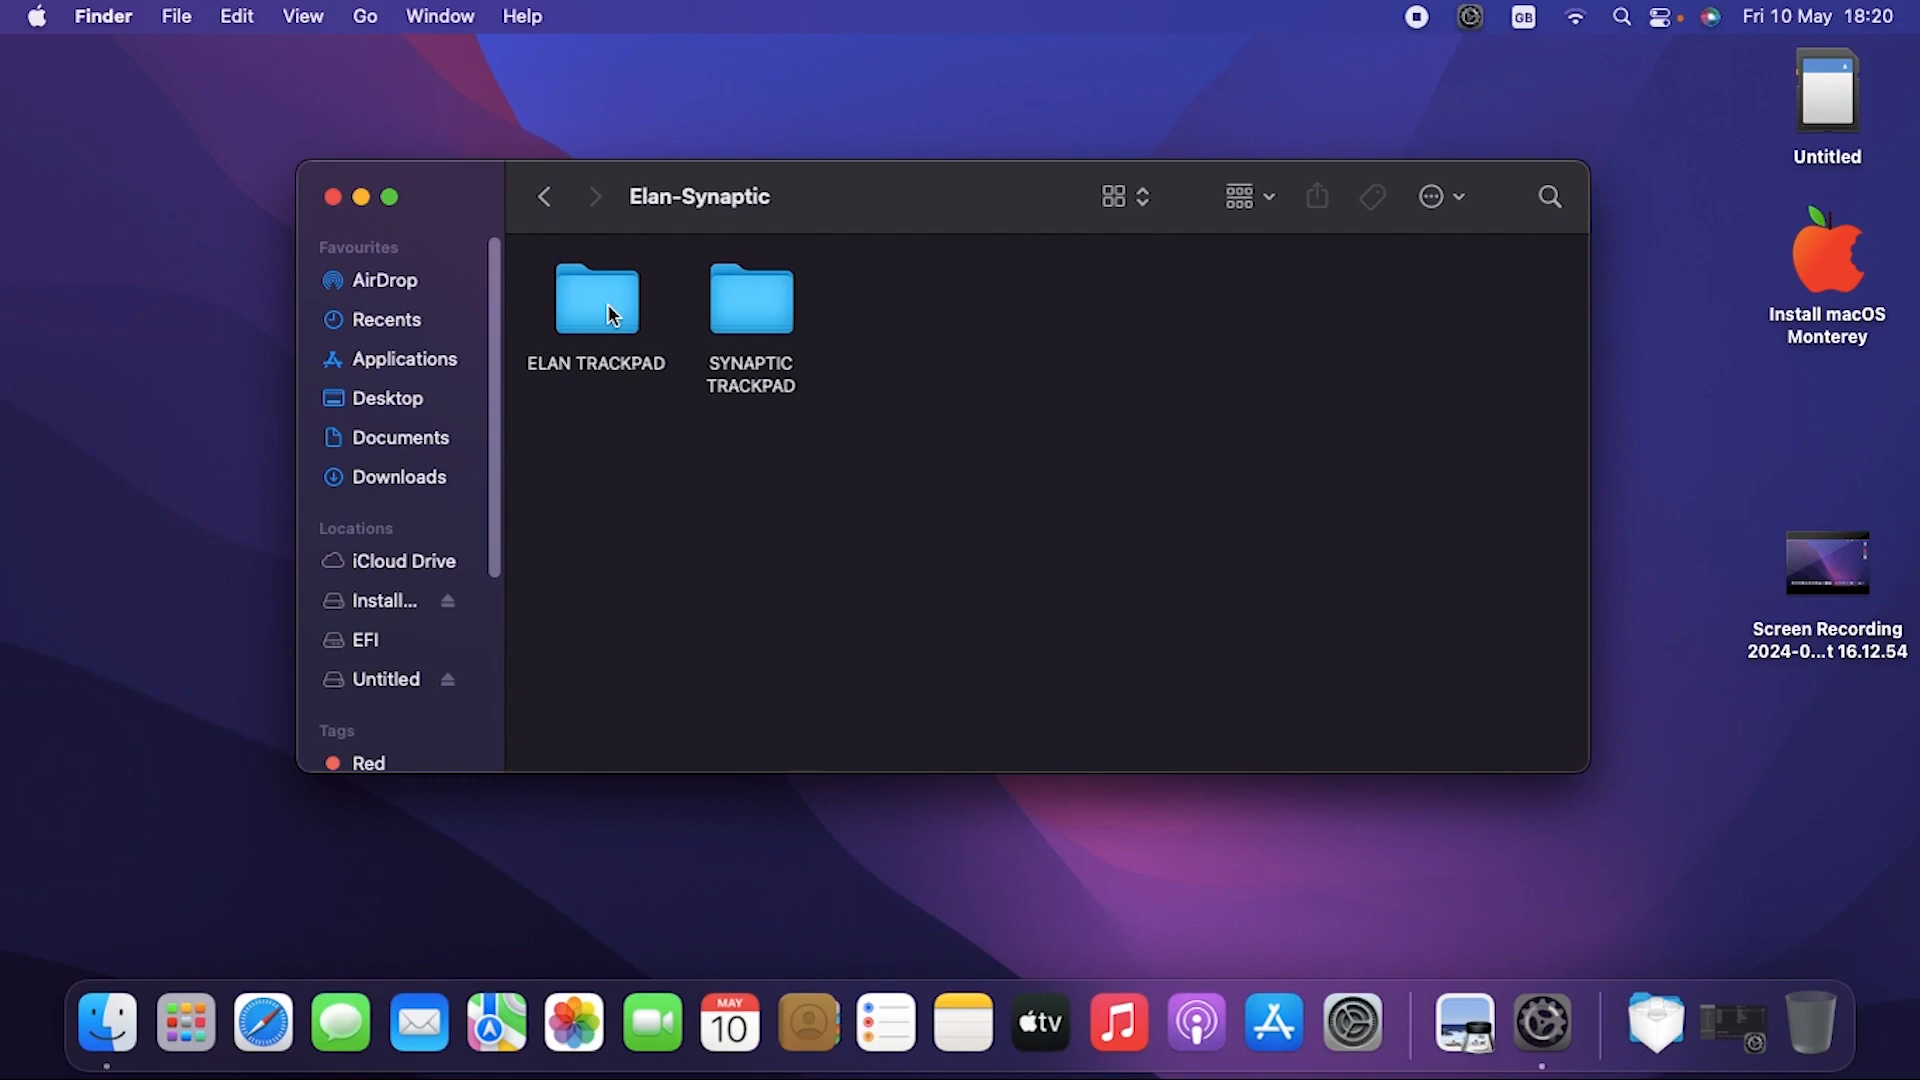 Finder File Edit View Go Window Help
GB
Fri 10 May 18:20
Untitled
Install macOS
Monterey
Screen Recording
2024-0...t 16.12.54
Elan-Synaptic
Favourites
AirDrop
Recents
Applications
Desktop
Documents
Downloads
Locations
iCloud Drive
Install...
EFI
Untitled
Tags
Red
ELAN TRACKPAD
SYNAPTIC
TRACKPAD
MAY
10
tv